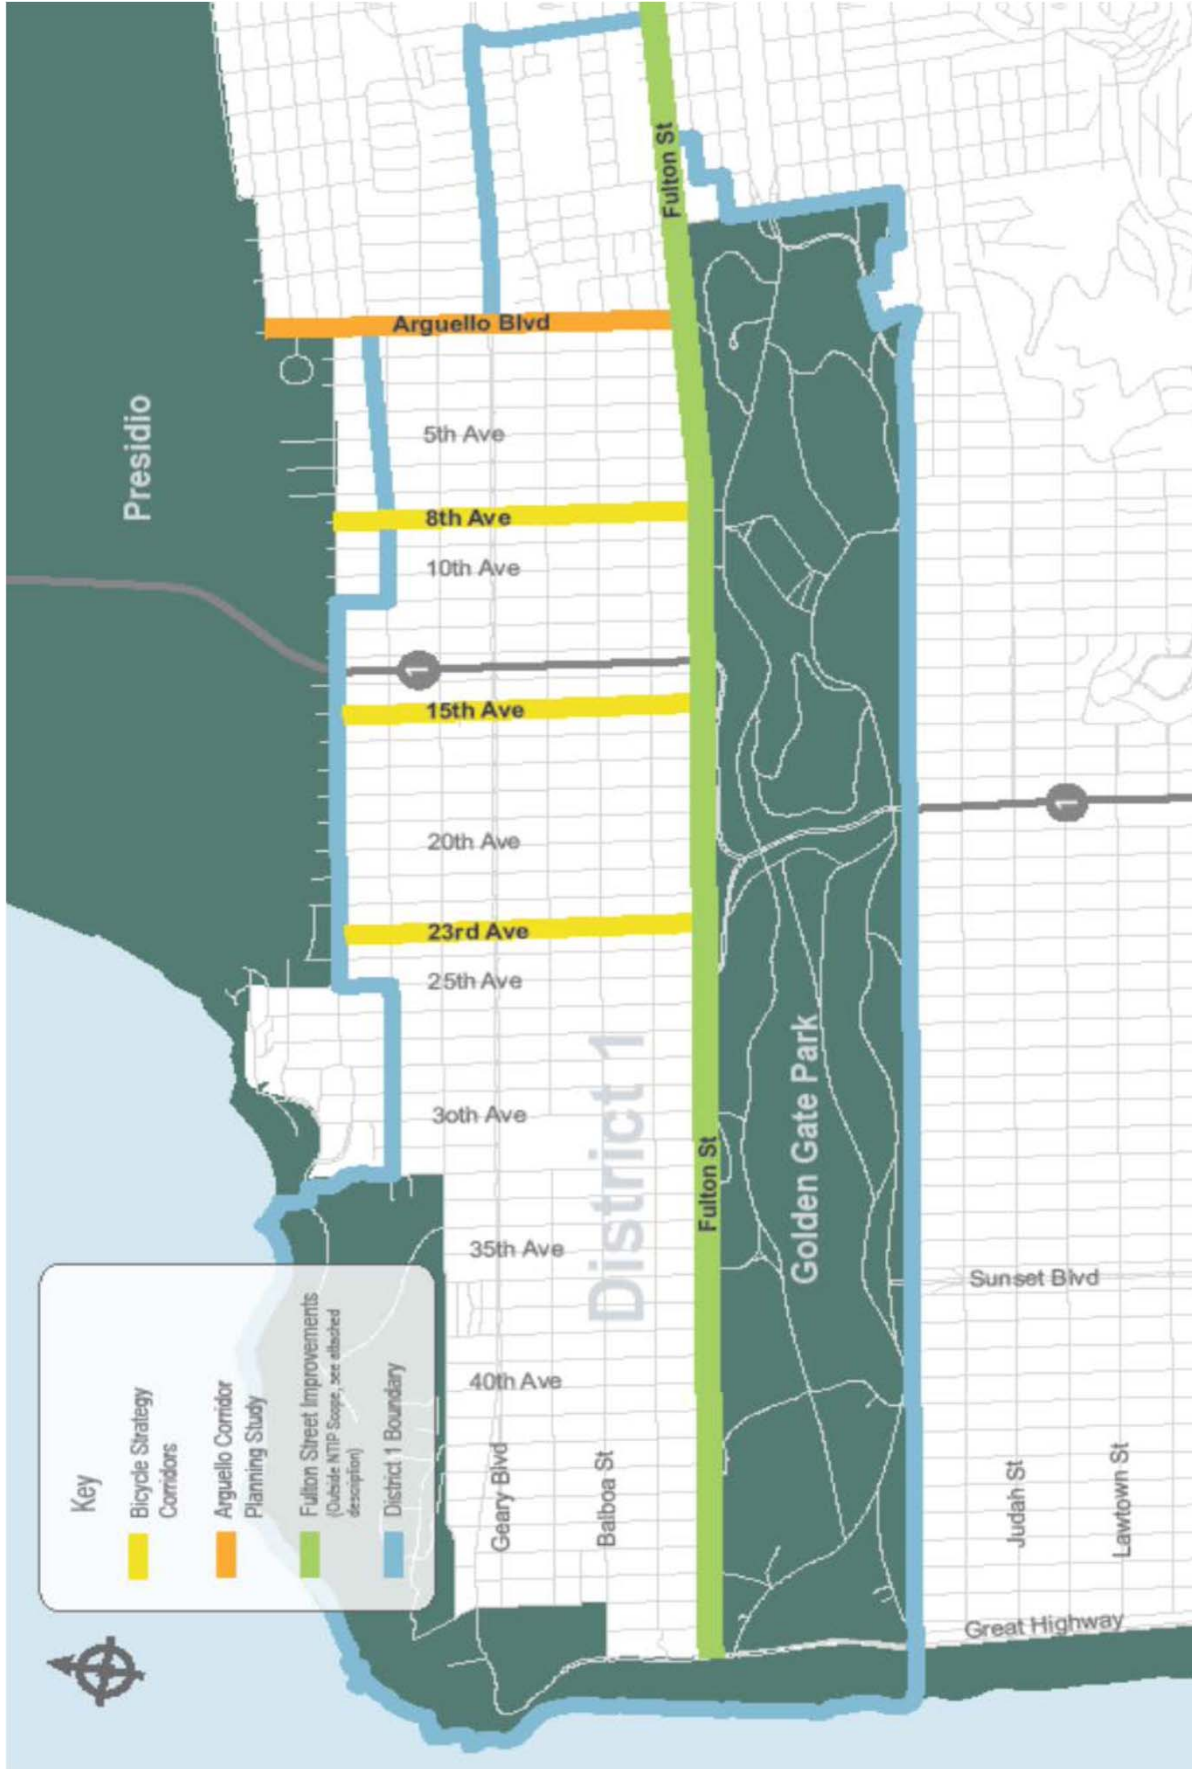 Key
Bicycle Strategy
Corridors
Arguello Corridor
Planning Study
Fulton Street Improvements
(Outside NTIP Scope, see attached
description)
District 1 Boundary
Presidio
Arguello Blvd
5th Ave
8th Ave
10th Ave
1
15th Ave
20th Ave
23rd Ave
25th Ave
3oth Ave
35th Ave
40th Ave
Geary Blvd
Balboa St
District 1
Fulton St
Fulton St
Golden Gate Park
1
Sunset Blvd
Judah St
Lawtown St
Great Highway